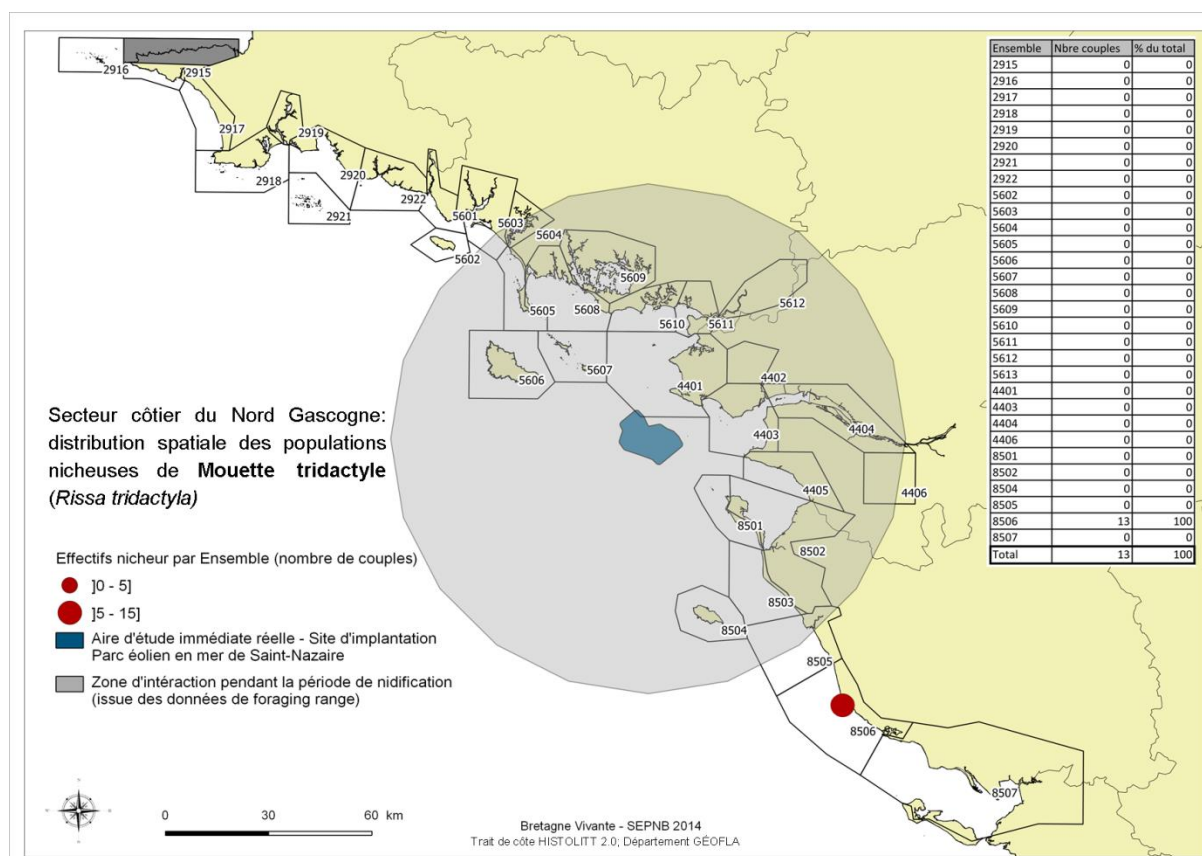 Ensemble Nbre couples % du total
2915 0 0
2916 0 0
2917 0 0
2918 0 0
2919 0 0
2920 0 0
2921 0 0
2922 0 0
5602 0 0
5603 0 0
5604 0 0
5605 0 0
5606 0 0
5607 0 0
5608 0 0
5609 0 0
5610 0 0
5611 0 0
5612 0 0
5613 0 0
4401 0 0
4403 0 0
4404 0 0
4406 0 0
8501 0 0
8502 0 0
8504 0 0
8505 0 0
8506 13 100
8507 0 0
Total 13 100
2916
2915
2917
2919
2918
2920
2922
2921
5601
5603
5604
5602
5609
5605
5608
5610
5611
5612
5606
5607
4401
4402
4403
4404
4405
4406
8501
8502
8503
8504
8505
8506
8507
Secteur côtier du Nord Gascogne:
distribution spatiale des populations
nicheuses de Mouette tridactyle
(Rissa tridactyla)
Effectifs nicheur par Ensemble (nombre de couples)
]0 - 5]
]5 - 15]
Aire d'étude immédiate réelle - Site d'implantation
Parc éolien en mer de Saint-Nazaire
Zone d'intéraction pendant la période de nidification
(issue des données de foraging range)
0 30 60 km
Bretagne Vivante - SEPNB 2014
Trait de côte HISTOLITT 2.0; Département GÉOFLA